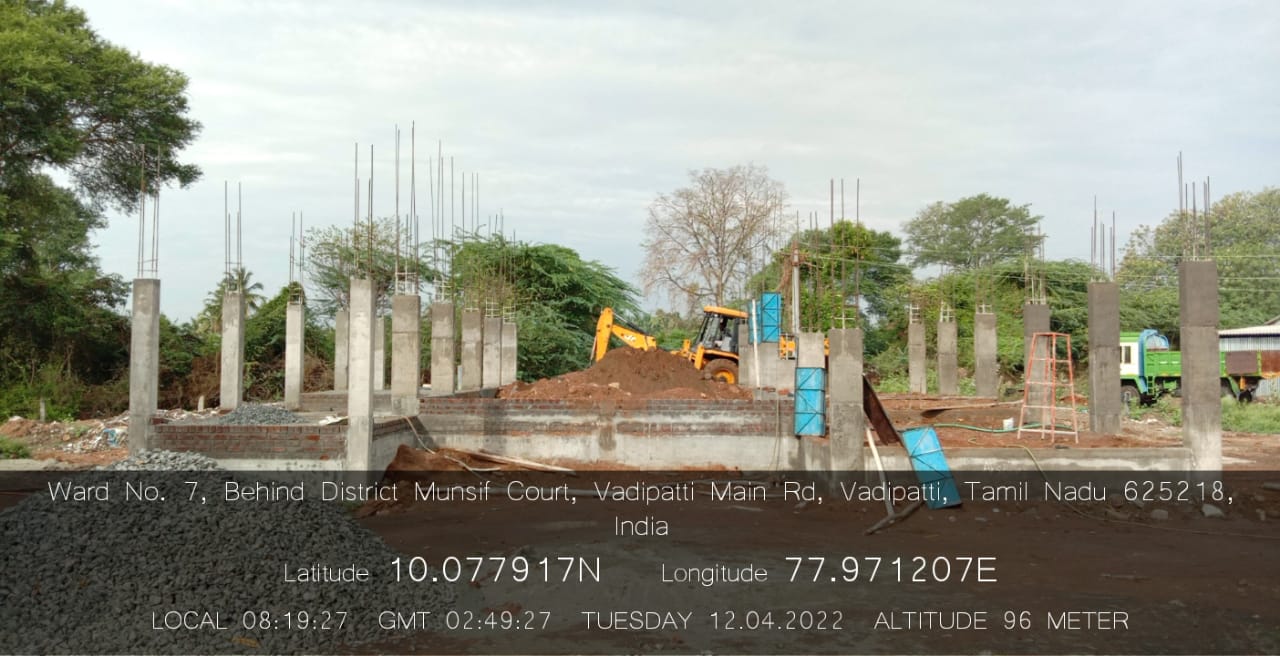 Ward No. 7, Behind District Munsif Court, Vadipatti Main Rd, Vadipatti, Tamil Nadu 625218,
India
Latitude 10.077917N Longitude 77.971207E
LOCAL 08:19:27 GMT 02:49:27 TUESDAY 12.04.2022 ALTITUDE 96 METER